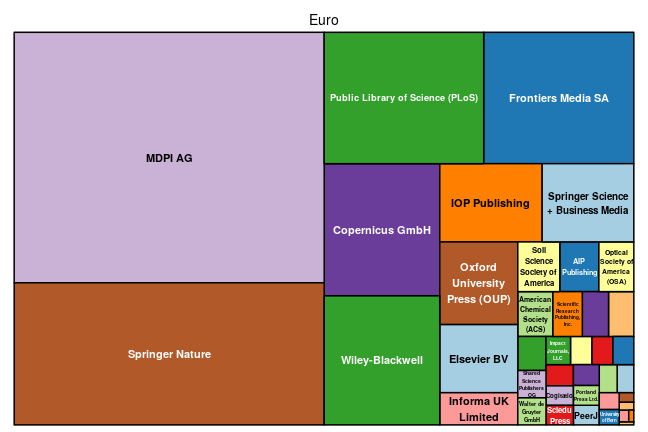 Euro
MDPI AG
Public Library of Science (PLoS)
Frontiers Media SA
Springer Nature
Copernicus GmbH
Wiley-Blackwell
IOP Publishing
Springer Science
+ Business Media
Oxford
University
Press (OUP)
Elsevier BV
Informa UK
Limited
Soil
Science
Society of
America
AIP
Publishing
Optical
Society of
America
(OSA)
American
Chemical
Society
(ACS)
Scientific
Research
Publishing,
Inc.
Impact
Journals,
LLC
Shared
Science
Publishers
OG
Walter de
Gruyter
GmbH
Cogitatio
Portland
Press Ltd.
Sciedu
Press
PeerJ
University
of Bern